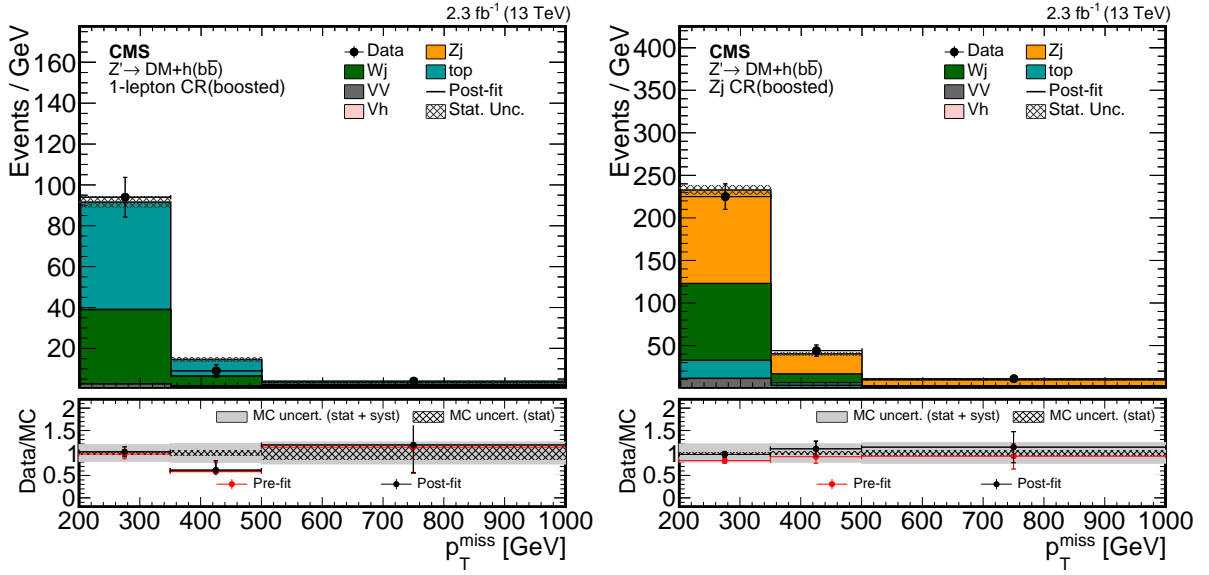 2.3 fb⁻¹ (13 TeV)
CMS
Z'→ DM+h(bb̄)
1-lepton CR(boosted)
Data
Zj
Wj
top
VV
Post-fit
Vh
Stat. Unc.
Events / GeV
160
140
120
100
80
60
40
20
MC uncert. (stat + syst)
MC uncert. (stat)
Data/MC
2
1.5
1
0.5
0
Pre-fit
Post-fit
200 300 400 500 600 700 800 900 1000
p_T^miss [GeV]
2.3 fb⁻¹ (13 TeV)
CMS
Z'→ DM+h(bb̄)
Zj CR(boosted)
Data
Zj
Wj
top
VV
Post-fit
Vh
Stat. Unc.
Events / GeV
400
350
300
250
200
150
100
50
MC uncert. (stat + syst)
MC uncert. (stat)
Data/MC
2
1.5
1
0.5
0
Pre-fit
Post-fit
200 300 400 500 600 700 800 900 1000
p_T^miss [GeV]